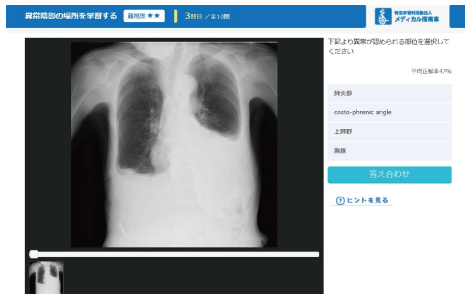 異常陰影の場所を学習する 難易度 ★★ 3問目 / 全10問
特定非営利活動法人
メディカル指南車
下記より異常が認められる部位を選択して
ください
平均正解率47%
肺尖部
costo-phrenic angle
上肺野
胸膜
答え合わせ
? ヒントを見る